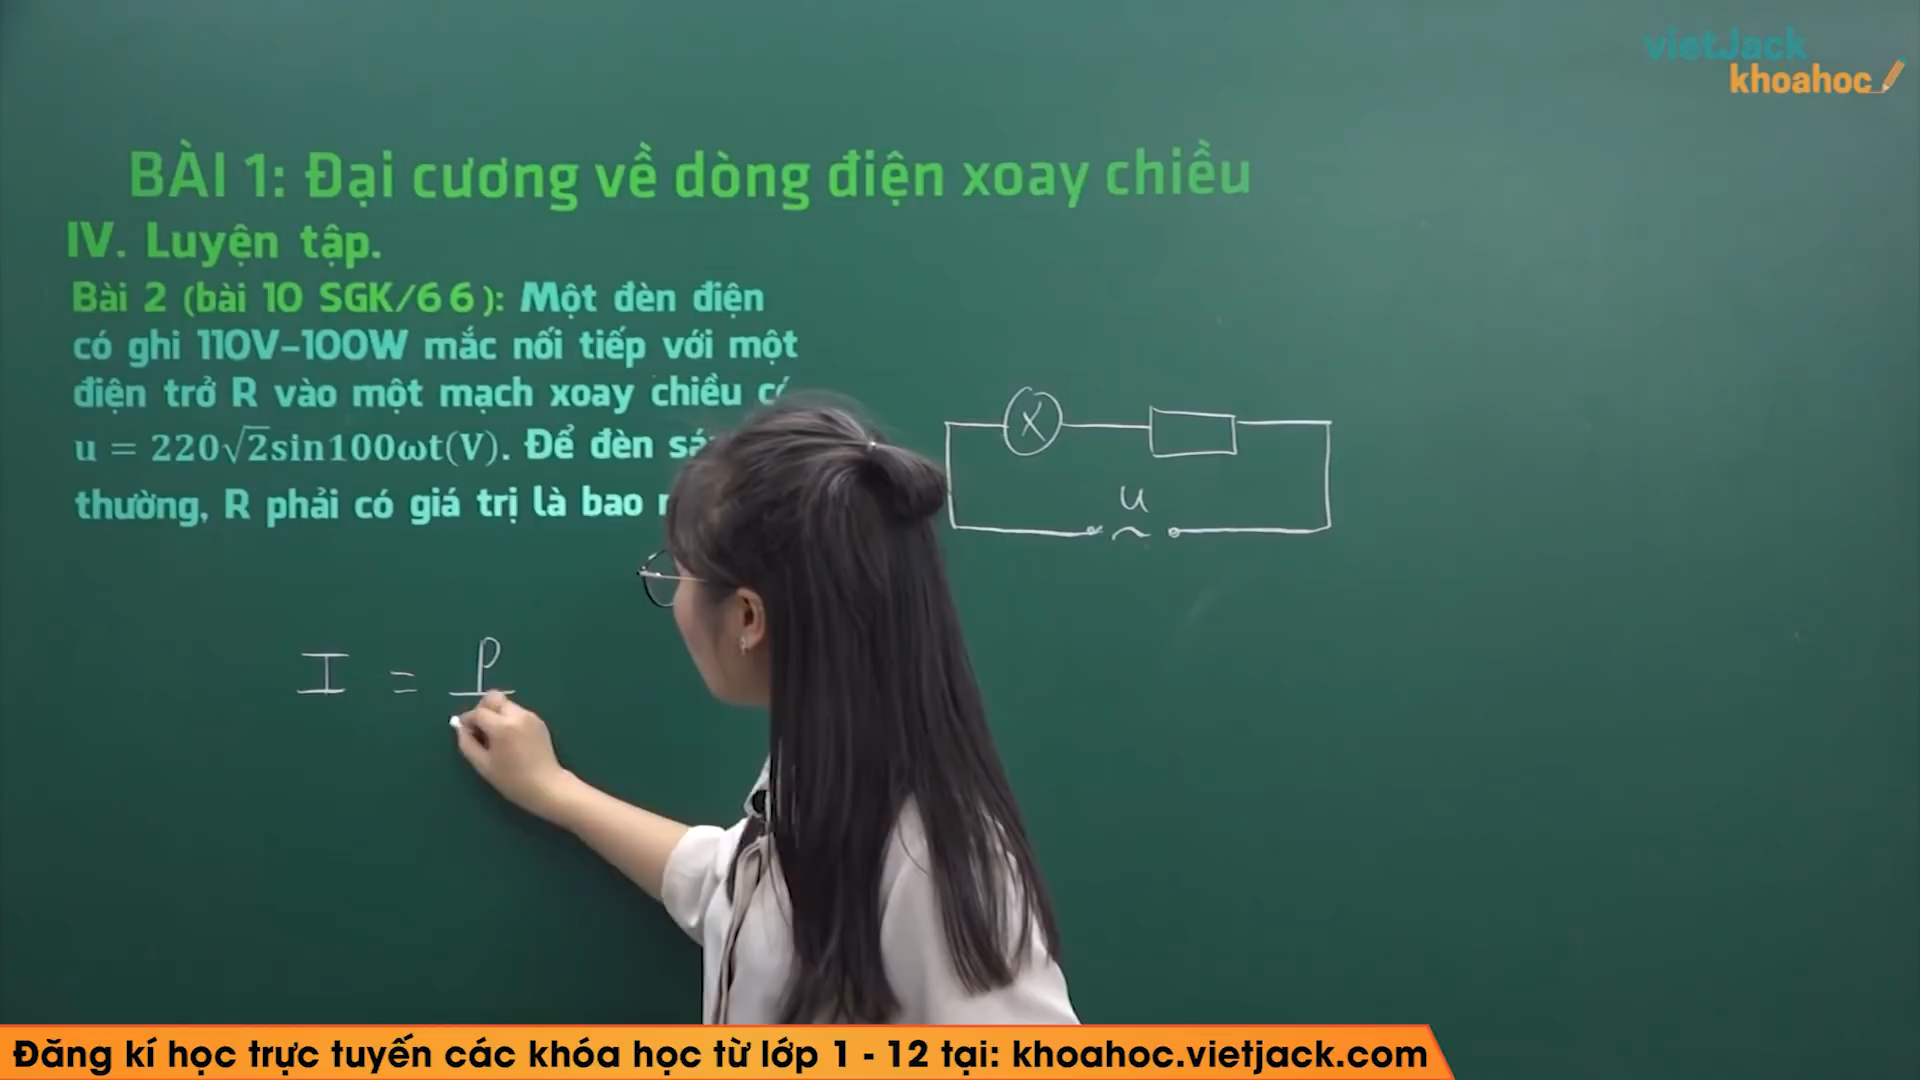 vietJack
khoahoc
BÀI 1: Đại cương về dòng điện xoay chiều
IV. Luyện tập.
Bài 2 (bài 10 SGK/66): Một đèn điện
có ghi 110V-100W mắc nối tiếp với một
điện trở R vào một mạch xoay chiều
u = 220√2sin100ωt(V). Để đèn
thường, R phải có giá trị là bao
X
u
~
I = P
Đăng kí học trực tuyến các khóa học từ lớp 1 - 12 tại: khoahoc.vietjack.com